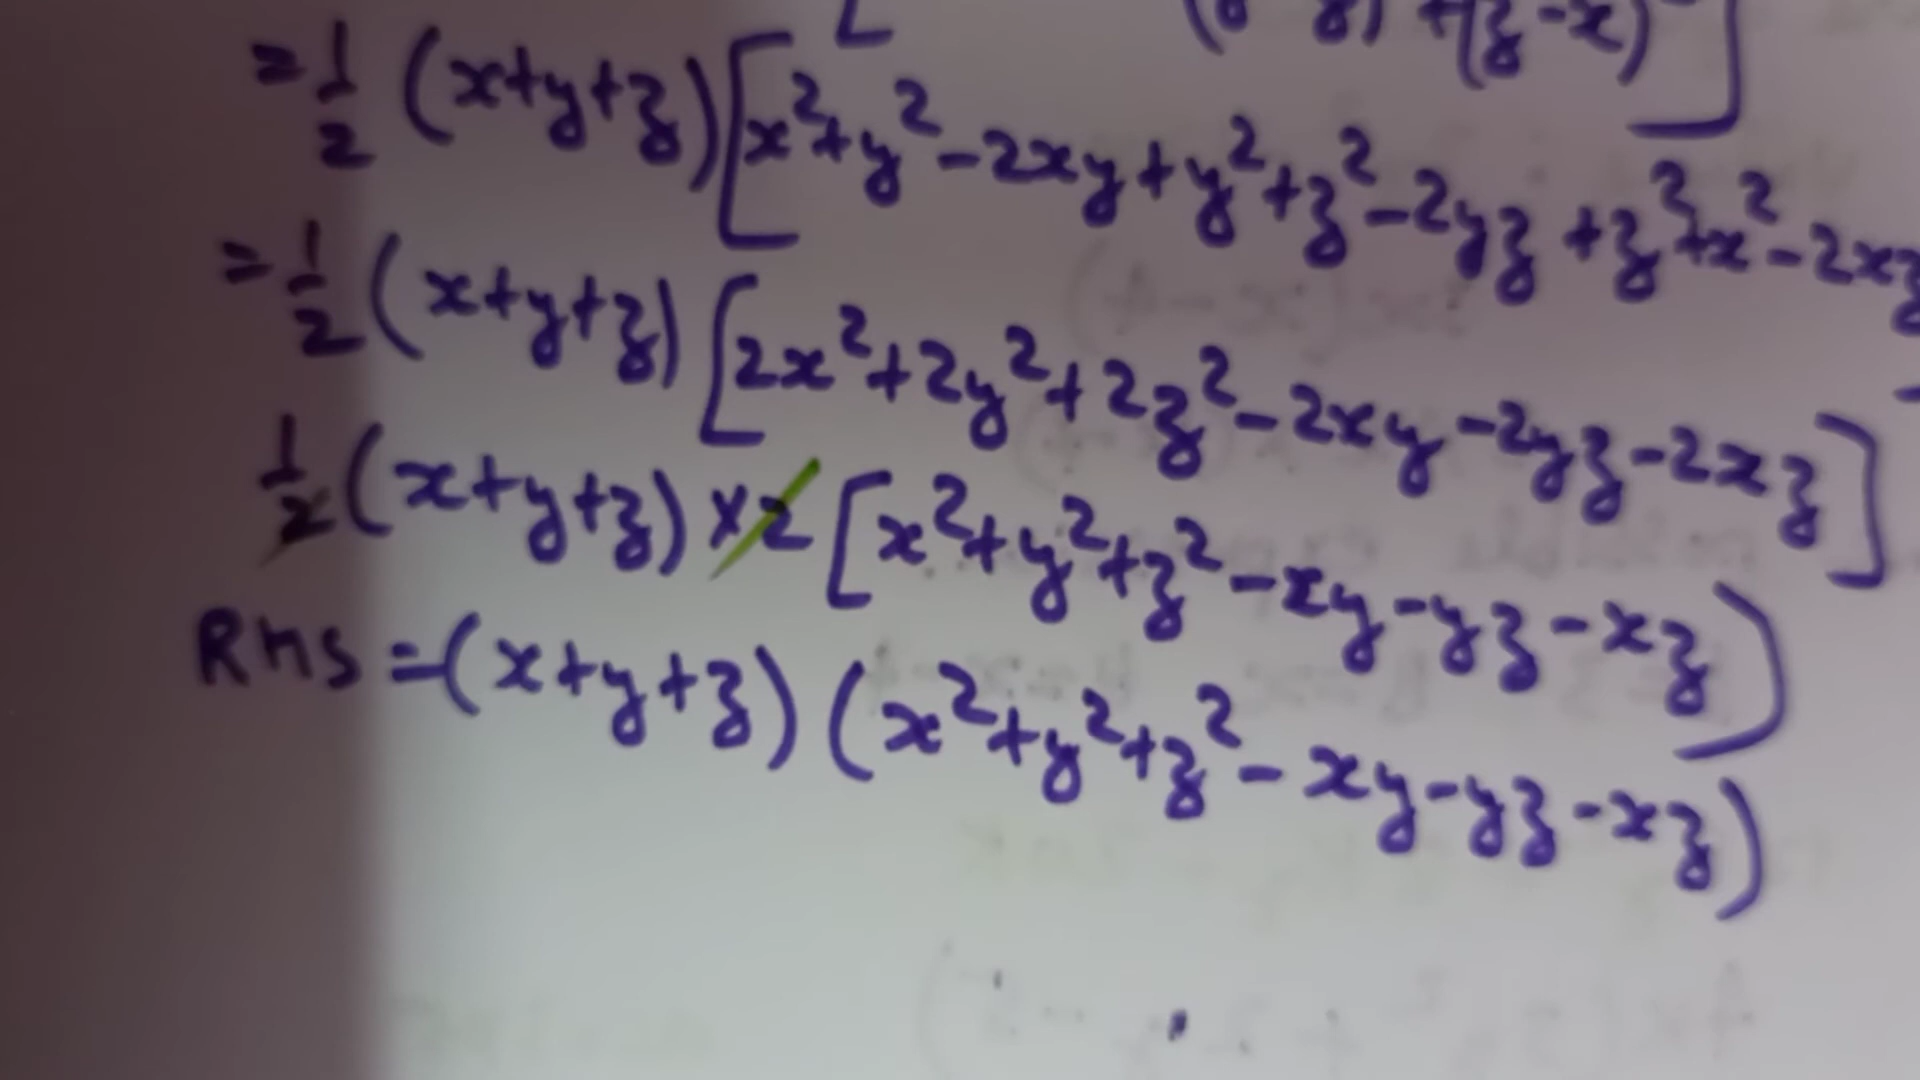 +(z-x)²]
=1/2 (x+y+z)[x²+y²-2xy+y²+z²-2yz+z²+x²-2xz
=1/2 (x+y+z)[2x²+2y²+2z²-2xy-2yz-2xz]
1/2 (x+y+z)×2[x²+y²+z²-xy-yz-xz)
RHS =(x+y+z)(x²+y²+z²-xy-yz-xz)